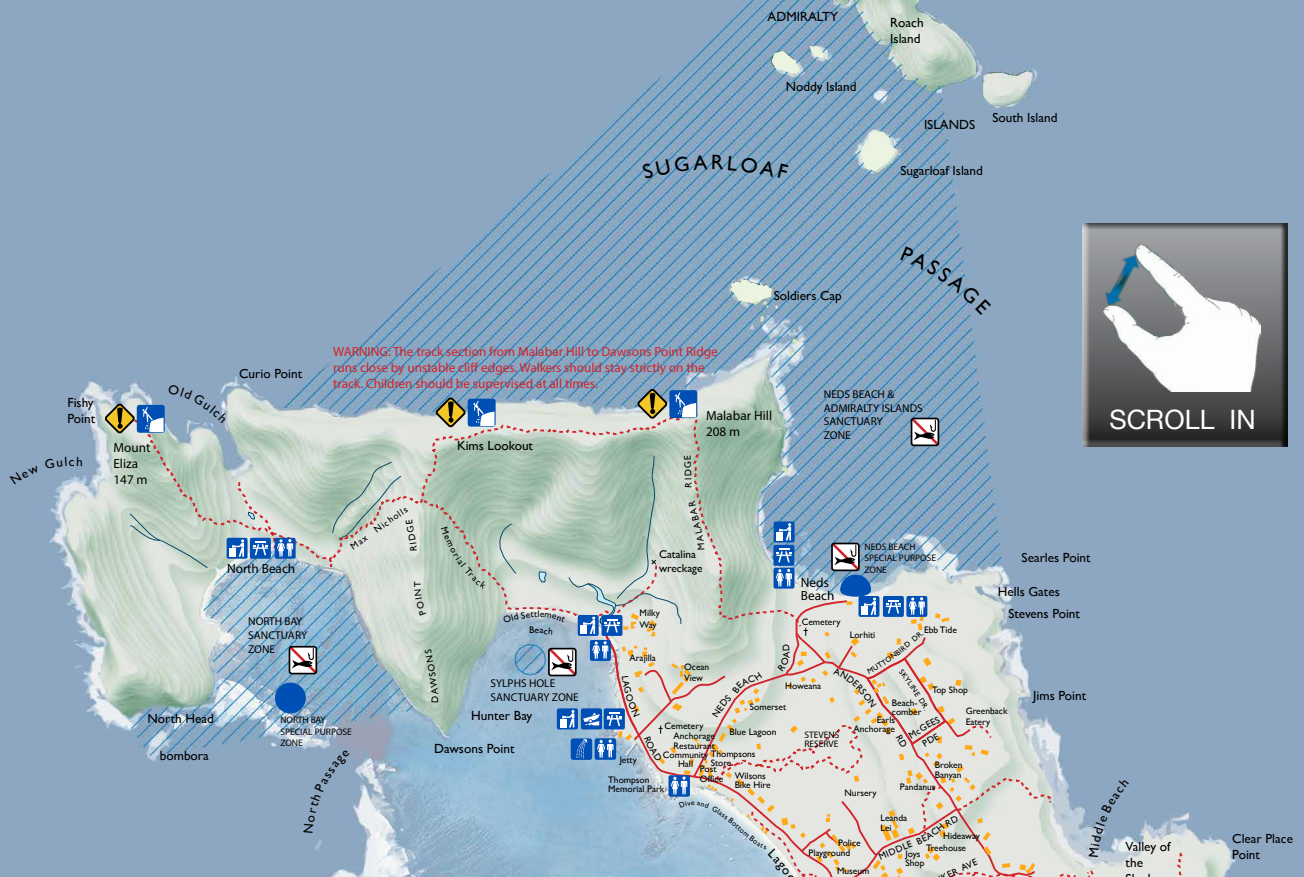 ADMIRALTY
Roach
Island
Noddy Island
South Island
ISLANDS
Sugarloaf Island
SUGARLOAF
PASSAGE
Soldiers Cap
SCROLL IN
WARNING: The track section from Malabar Hill to Dawsons Point Ridge
runs close by unstable cliff edges. Walkers should stay strictly on the
track. Children should be supervised at all times.
Curio Point
Old Gulch
Fishy
Point
Mount
Eliza
147 m
New Gulch
Kims Lookout
Malabar Hill
208 m
NEDS BEACH &
ADMIRALTY ISLANDS
SANCTUARY
ZONE
MALABAR RIDGE
Max Nicholls
Memorial Track
DAWSONS POINT RIDGE
North Beach
Catalina
wreckage
NEDS BEACH
SPECIAL PURPOSE
ZONE
Neds
Beach
Searles Point
Hells Gates
Stevens Point
NORTH BAY
SANCTUARY
ZONE
Old Settlement
Beach
Milky
Way
Cemetery
Lorhiti
Ebb Tide
MUTTONBIRD DR.
SYLPHS HOLE
SANCTUARY ZONE
Arajilla
Ocean
View
LAGOON
ROAD
NEDS BEACH ROAD
Howeana
ANDERSON
RD
SKYLINE DR.
Top Shop
Jims Point
North Head
NORTH BAY
SPECIAL PURPOSE
ZONE
Hunter Bay
Somerset
Beach-
comber
Earls
Anchorage
McGEES
PDE
Greenback
Eatery
bombora
Dawsons Point
North Passage
Cemetery
Anchorage
Restaurant
Community
Hall
Blue Lagoon
STEVENS
RESERVE
Thompsons
Store
Post
Office
Jetty
Wilsons
Bike Hire
Broken
Banyan
Pandanus
Thompson
Memorial Park
Nursery
Dive and Glass Bottom Boats
Leanda
Lei
MIDDLE BEACH RD
Hideaway
Treehouse
Joys
Shop
Police
Playground
Museum
Lagoo
KER AVE
Middle Beach
Clear Place
Point
Valley of
the